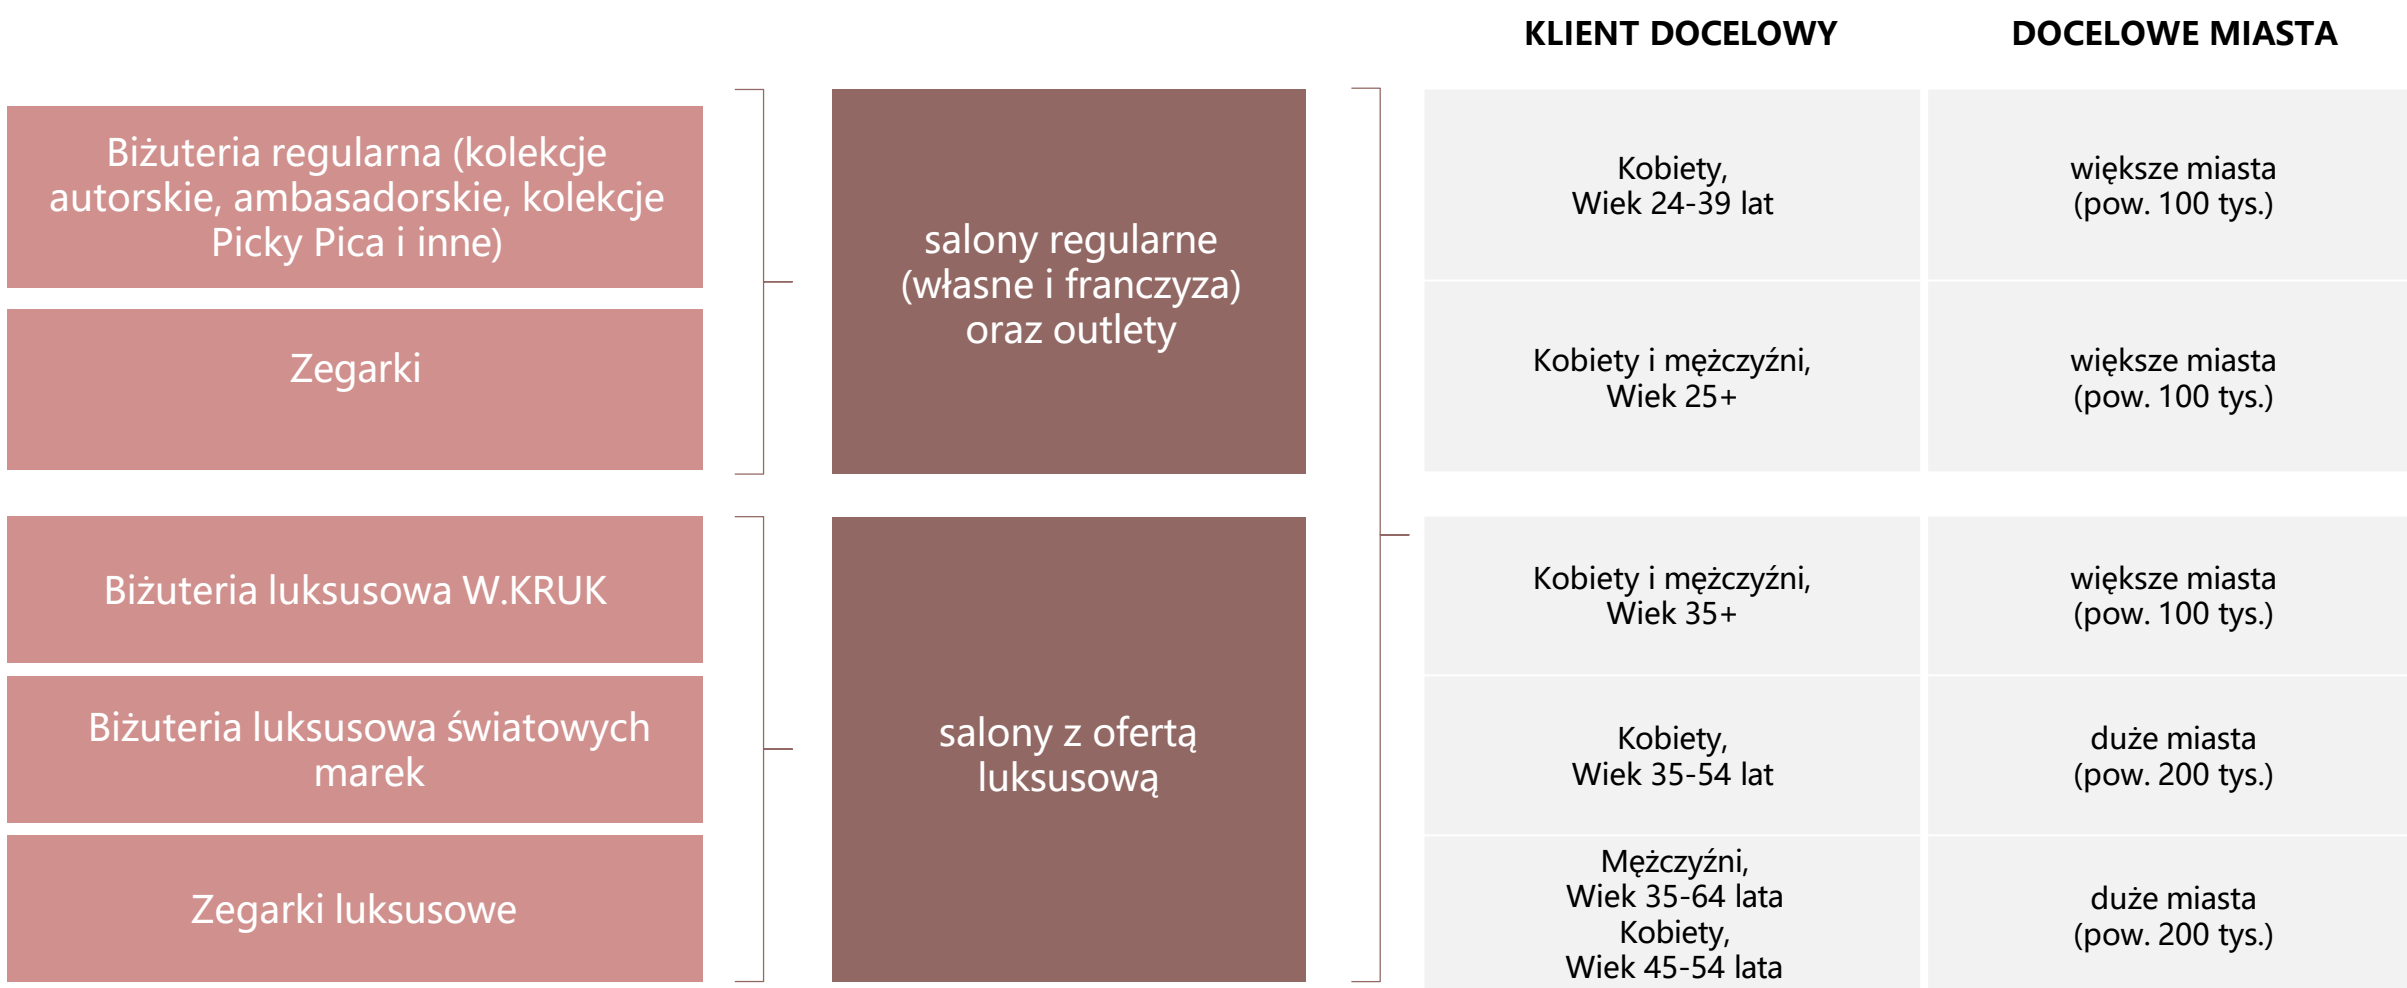 KLIENT DOCELOWY
DOCELOWE MIASTA
Biżuteria regularna (kolekcje
autorskie, ambasadorskie, kolekcje
Picky Pica i inne)
Zegarki
salony regularne
(własne i franczyza)
oraz outlety
Kobiety,
Wiek 24-39 lat
większe miasta
(pow. 100 tys.)
Kobiety i mężczyźni,
Wiek 25+
większe miasta
(pow. 100 tys.)
Biżuteria luksusowa W.KRUK
Biżuteria luksusowa światowych
marek
Zegarki luksusowe
salony z ofertą
luksusową
Kobiety i mężczyźni,
Wiek 35+
większe miasta
(pow. 100 tys.)
Kobiety,
Wiek 35-54 lat
duże miasta
(pow. 200 tys.)
Mężczyźni,
Wiek 35-64 lata
Kobiety,
Wiek 45-54 lata
duże miasta
(pow. 200 tys.)